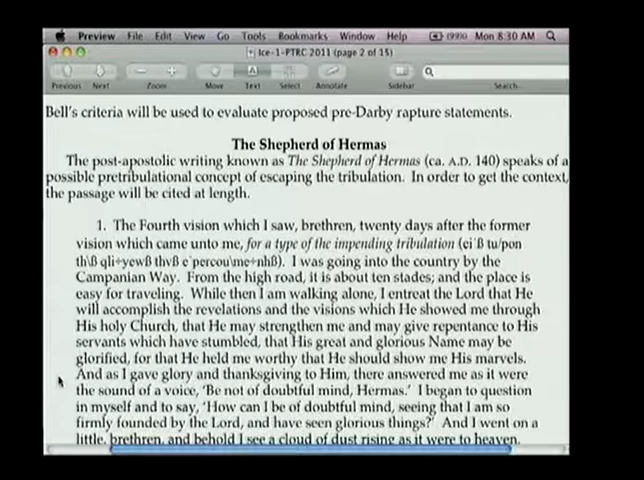 Preview File Edit View Go Tools Bookmarks Window Help (99%) Mon 8:30 AM
Ice-1-PTRC 2011 (page 2 of 15)
Previous Next Zoom Move Text Select Annotate Sidebar Search
Bell's criteria will be used to evaluate proposed pre-Darby rapture statements.
The Shepherd of Hermas
The post-apostolic writing known as The Shepherd of Hermas (ca. A.D. 140) speaks of a
possible pretribulational concept of escaping the tribulation. In order to get the context,
the passage will be cited at length.
1. The Fourth vision which I saw, brethren, twenty days after the former
vision which came unto me, for a type of the impending tribulation (ei˙ß tu/pon
th\ß qli÷yewß thvß e˙percou\me÷nhß). I was going into the country by the
Campanian Way. From the high road, it is about ten stades; and the place is
easy for traveling. While then I am walking alone, I entreat the Lord that He
will accomplish the revelations and the visions which He showed me through
His holy Church, that He may strengthen me and may give repentance to His
servants which have stumbled, that His great and glorious Name may be
glorified, for that He held me worthy that He should show me His marvels.
And as I gave glory and thanksgiving to Him, there answered me as it were
the sound of a voice, 'Be not of doubtful mind, Hermas.' I began to question
in myself and to say, 'How can I be of doubtful mind, seeing that I am so
firmly founded by the Lord, and have seen glorious things?' And I went on a
little, brethren, and behold I see a cloud of dust rising as it were to heaven,